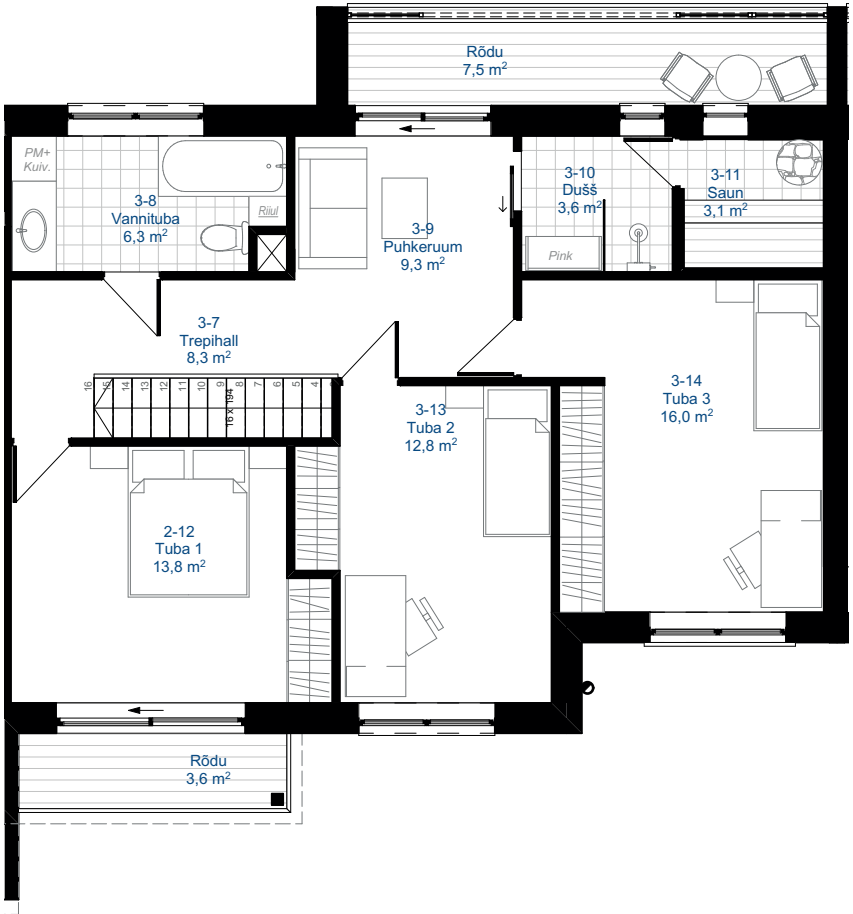 Rõdu
7,5 m²
PM+
Kuiv.
3-8
Vannituba
6,3 m²
Riiul
3-9
Puhkeruum
9,3 m²
3-10
Dušš
3,6 m²
Pink
3-11
Saun
3,1 m²
3-7
Trepihall
8,3 m²
16
15
14
13
12
11
10
9
8
7
6
5
4
16 x 194
3-13
Tuba 2
12,8 m²
3-14
Tuba 3
16,0 m²
2-12
Tuba 1
13,8 m²
Rõdu
3,6 m²